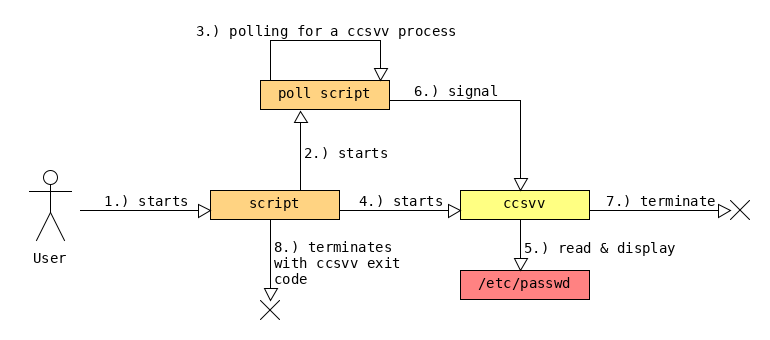 3.) polling for a ccsvv process
poll script
6.) signal
2.) starts
1.) starts
script
4.) starts
ccsvv
7.) terminate
User
8.) terminates
with ccsvv exit
code
5.) read & display
/etc/passwd